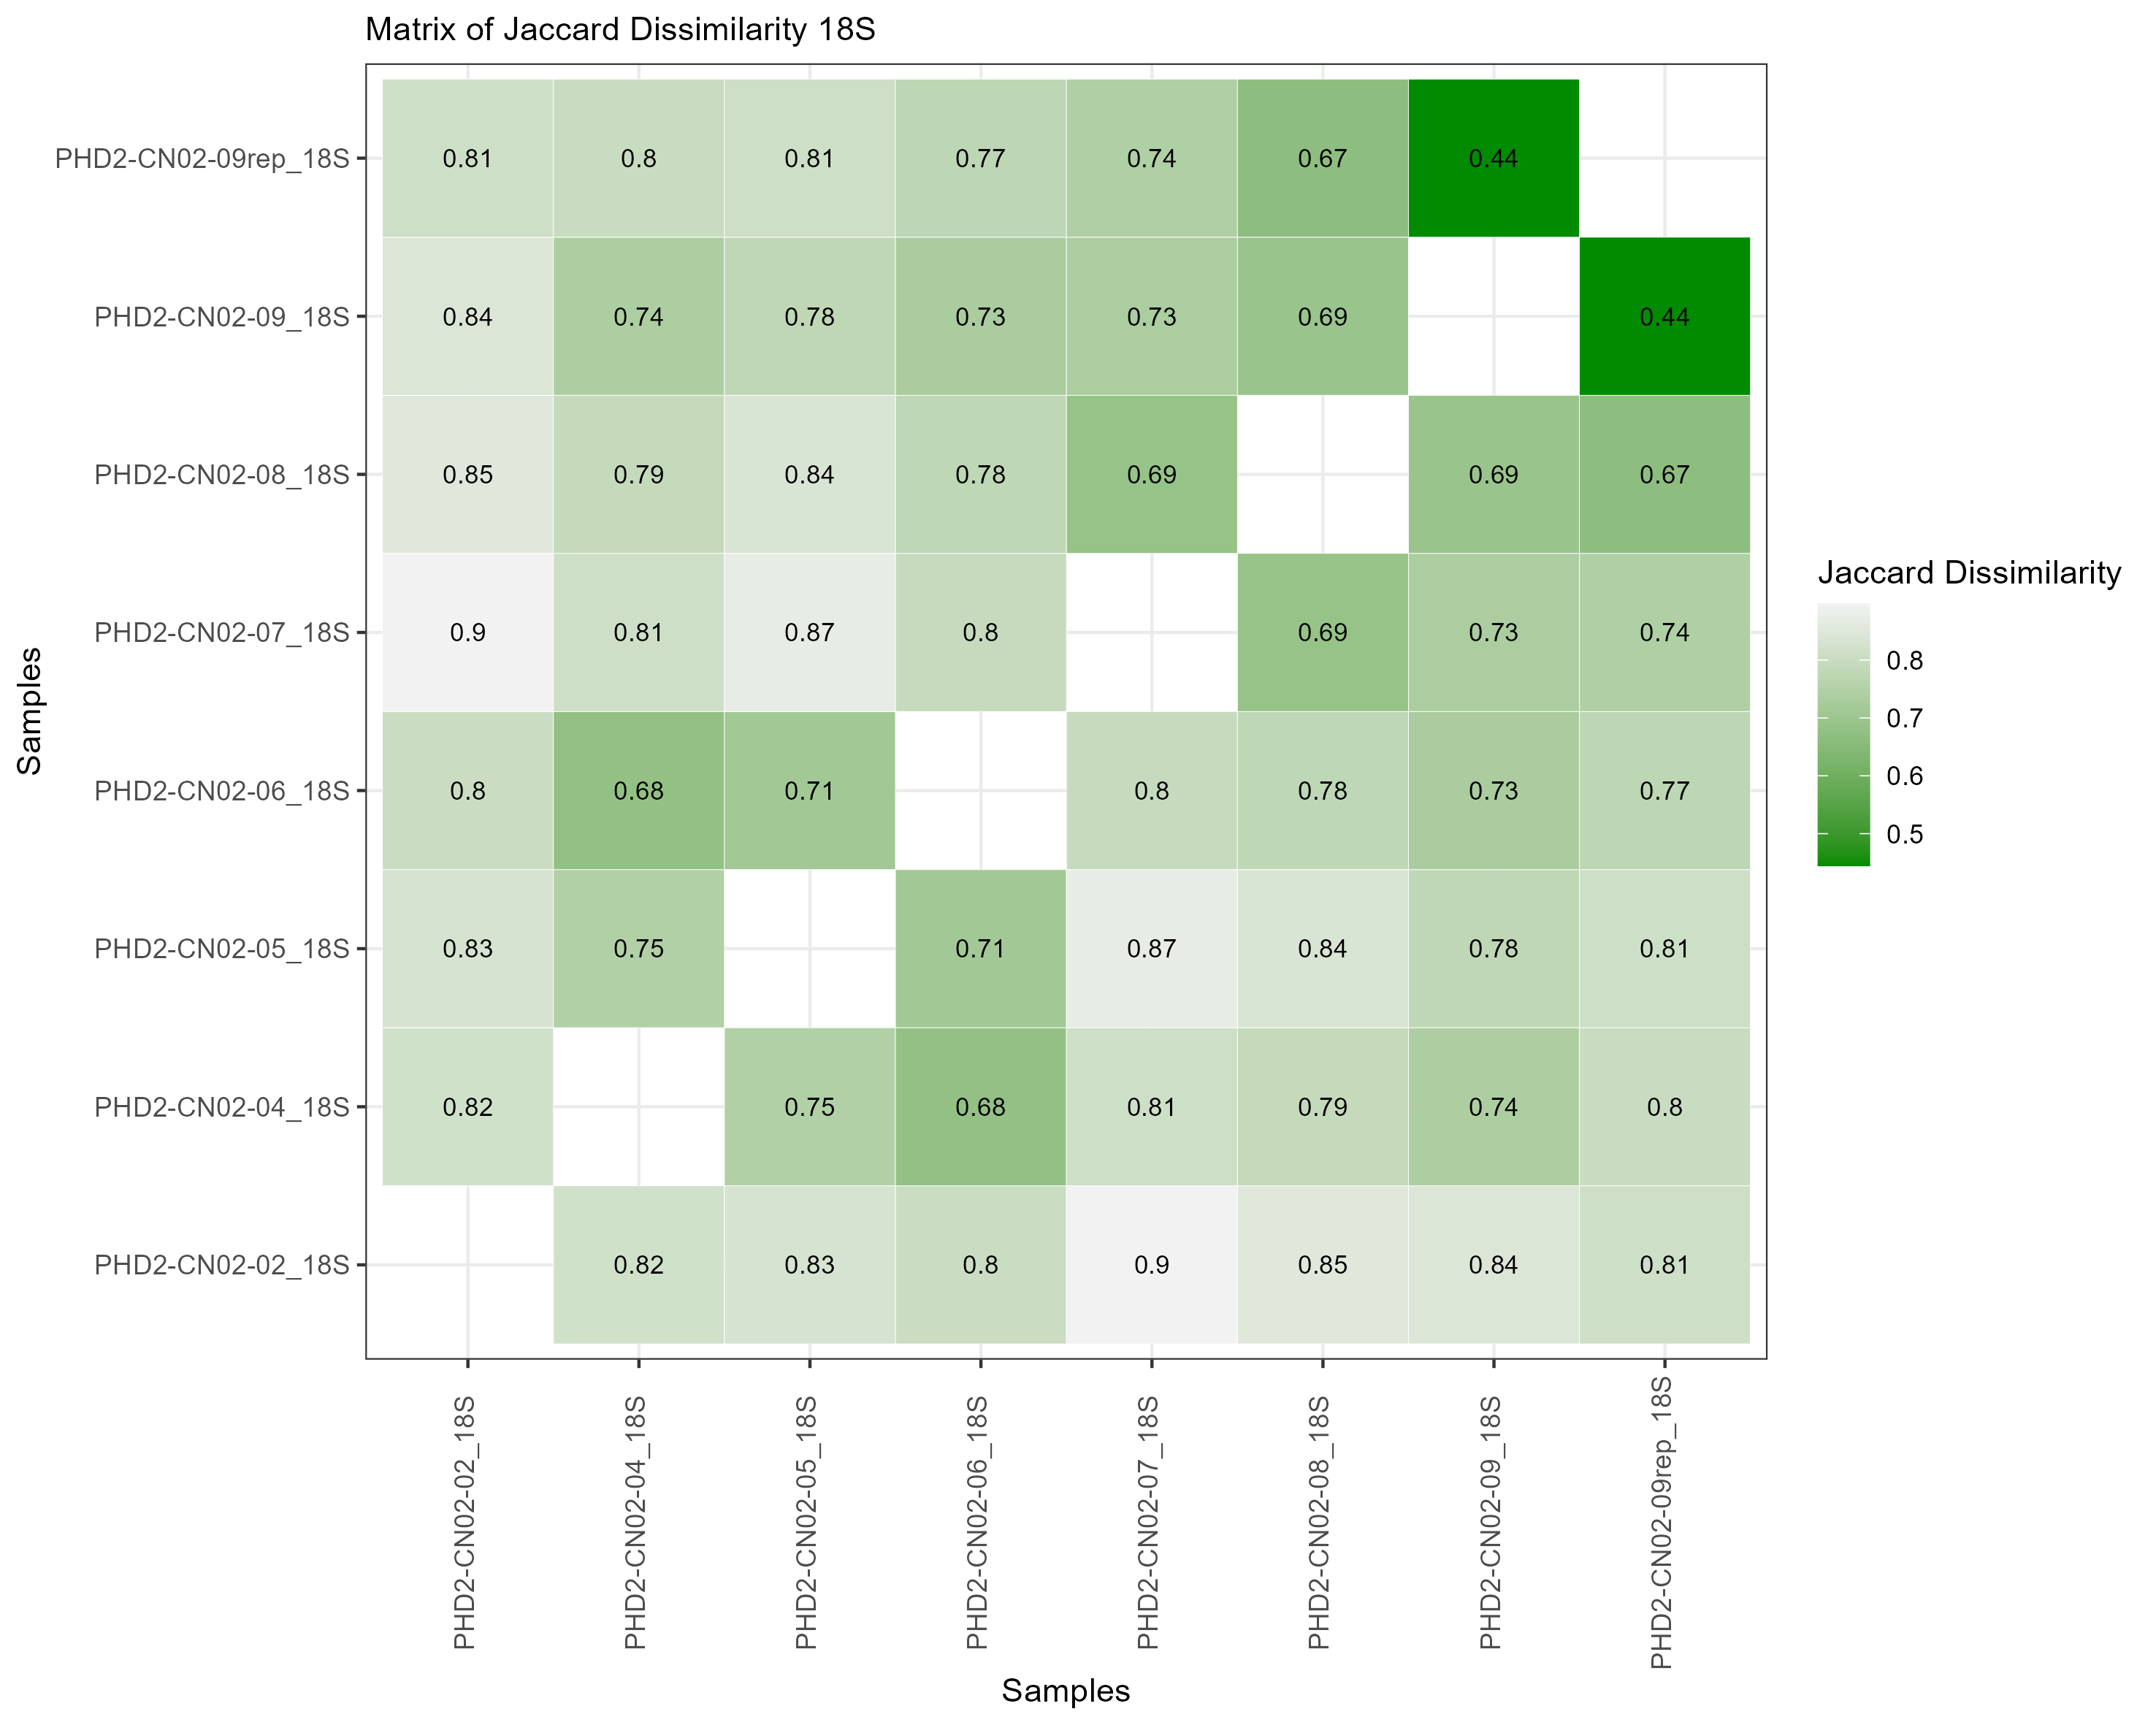 Matrix of Jaccard Dissimilarity 18S
PHD2-CN02-09rep_18S 0.81 0.8 0.81 0.77 0.74 0.67 0.44
PHD2-CN02-09_18S 0.84 0.74 0.78 0.73 0.73 0.69 0.44
PHD2-CN02-08_18S 0.85 0.79 0.84 0.78 0.69 0.69 0.67
PHD2-CN02-07_18S 0.9 0.81 0.87 0.8 0.69 0.73 0.74
PHD2-CN02-06_18S 0.8 0.68 0.71 0.8 0.78 0.73 0.77
PHD2-CN02-05_18S 0.83 0.75 0.71 0.87 0.84 0.78 0.81
PHD2-CN02-04_18S 0.82 0.75 0.68 0.81 0.79 0.74 0.8
PHD2-CN02-02_18S 0.82 0.83 0.8 0.9 0.85 0.84 0.81
Samples
PHD2-CN02-02_18S
PHD2-CN02-04_18S
PHD2-CN02-05_18S
PHD2-CN02-06_18S
PHD2-CN02-07_18S
PHD2-CN02-08_18S
PHD2-CN02-09_18S
PHD2-CN02-09rep_18S
Samples
Jaccard Dissimilarity
0.8
0.7
0.6
0.5